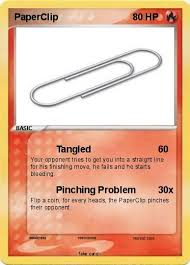 PaperClip 80 HP
BASIC
Tangled 60
Your opponent tries to get you into a straight line
for his finishing move, he fails and he starts
bleeding.
Pinching Problem 30x
Flip a coin, for every heads, the PaperClip pinches
their opponent.